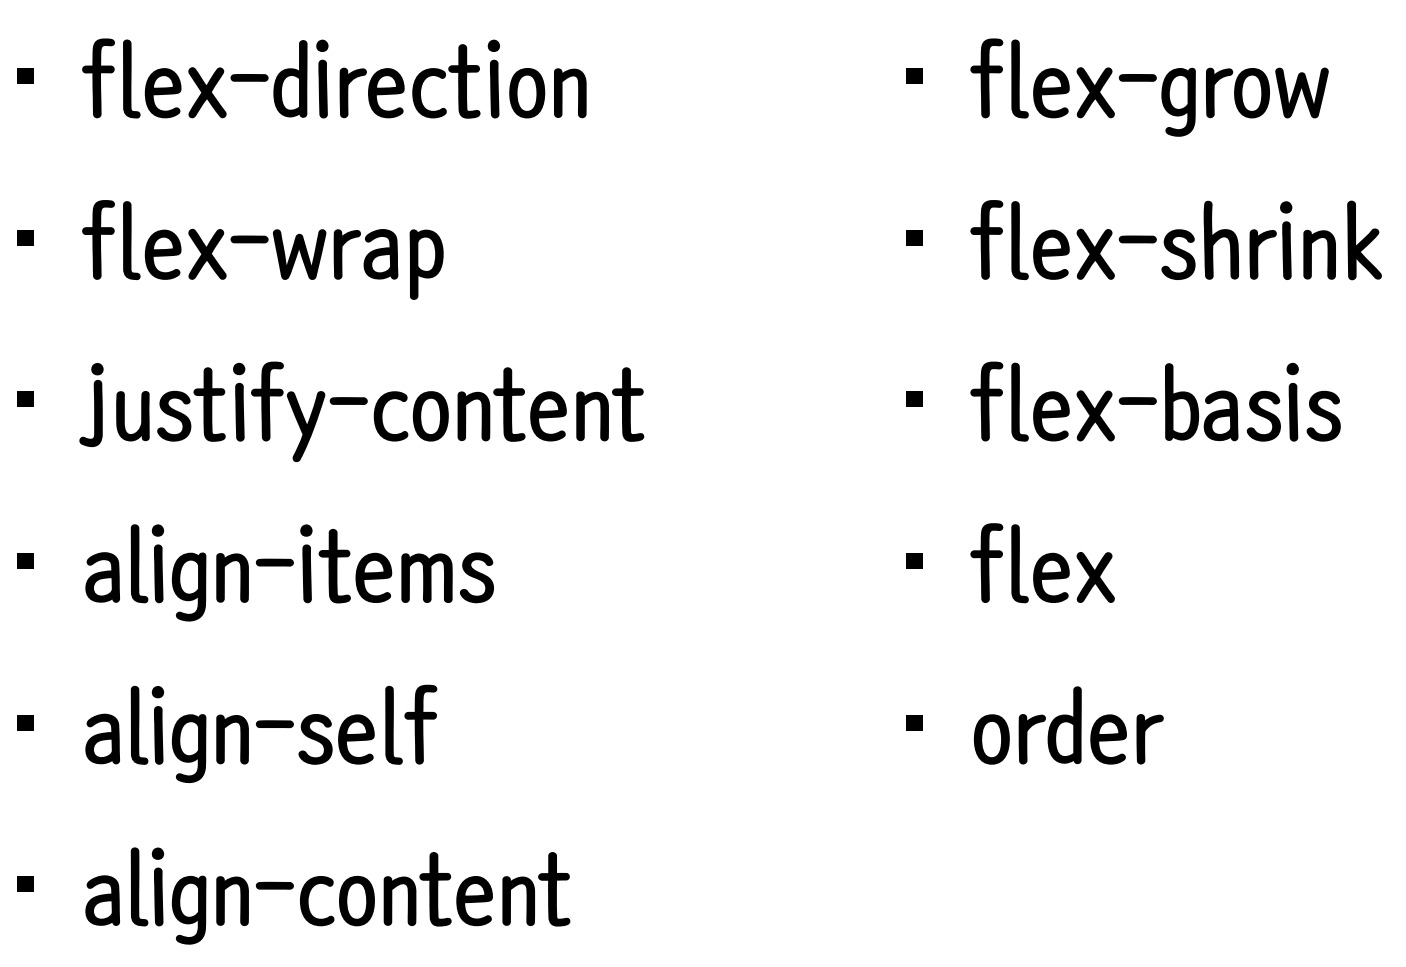 ▪ flex-direction
▪ flex-wrap
▪ justify-content
▪ align-items
▪ align-self
▪ align-content
▪ flex-grow
▪ flex-shrink
▪ flex-basis
▪ flex
▪ order